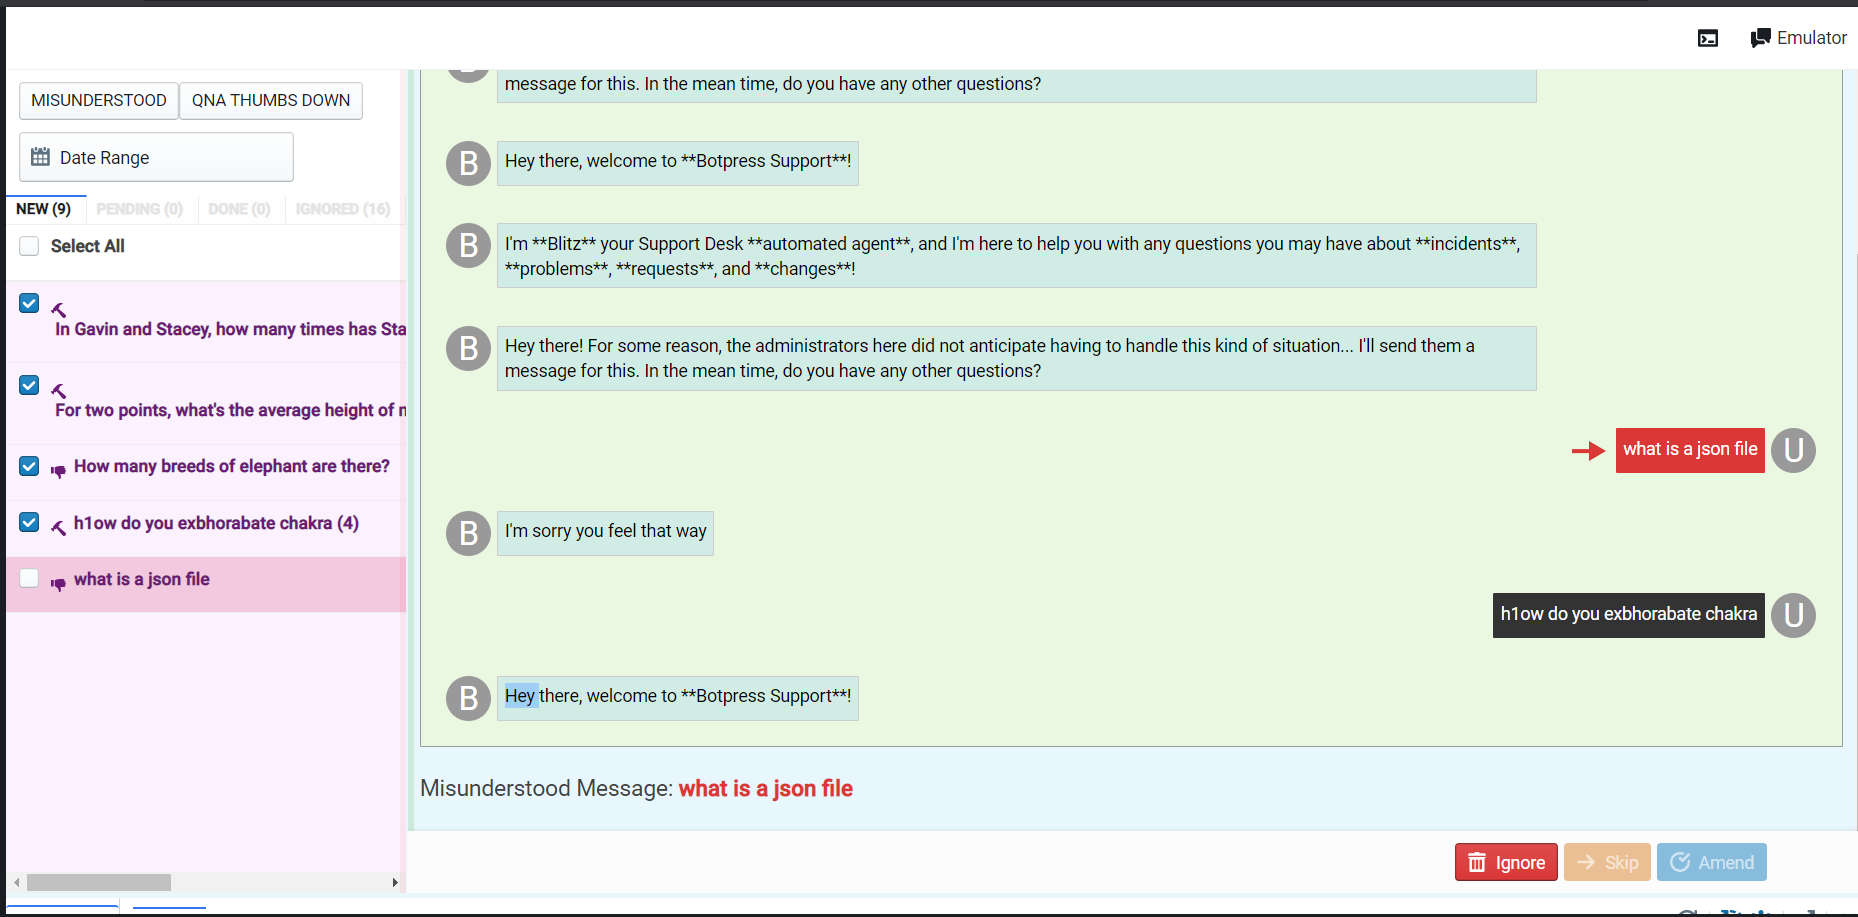 Emulator
MISUNDERSTOOD
QNA THUMBS DOWN
Date Range
NEW (9)
PENDING (0)
DONE (0)
IGNORED (16)
Select All
In Gavin and Stacey, how many times has Sta
For two points, what's the average height of
How many breeds of elephant are there?
h1ow do you exbhorabate chakra (4)
what is a json file
message for this. In the mean time, do you have any other questions?
B
Hey there, welcome to **Botpress Support**!
B
I'm **Blitz** your Support Desk **automated agent**, and I'm here to help you with any questions you may have about **incidents**,
**problems**, **requests**, and **changes**!
B
Hey there! For some reason, the administrators here did not anticipate having to handle this kind of situation... I'll send them a
message for this. In the mean time, do you have any other questions?
what is a json file
U
B
I'm sorry you feel that way
h1ow do you exbhorabate chakra
U
B
Hey there, welcome to **Botpress Support**!
Misunderstood Message: what is a json file
Ignore
Skip
Amend